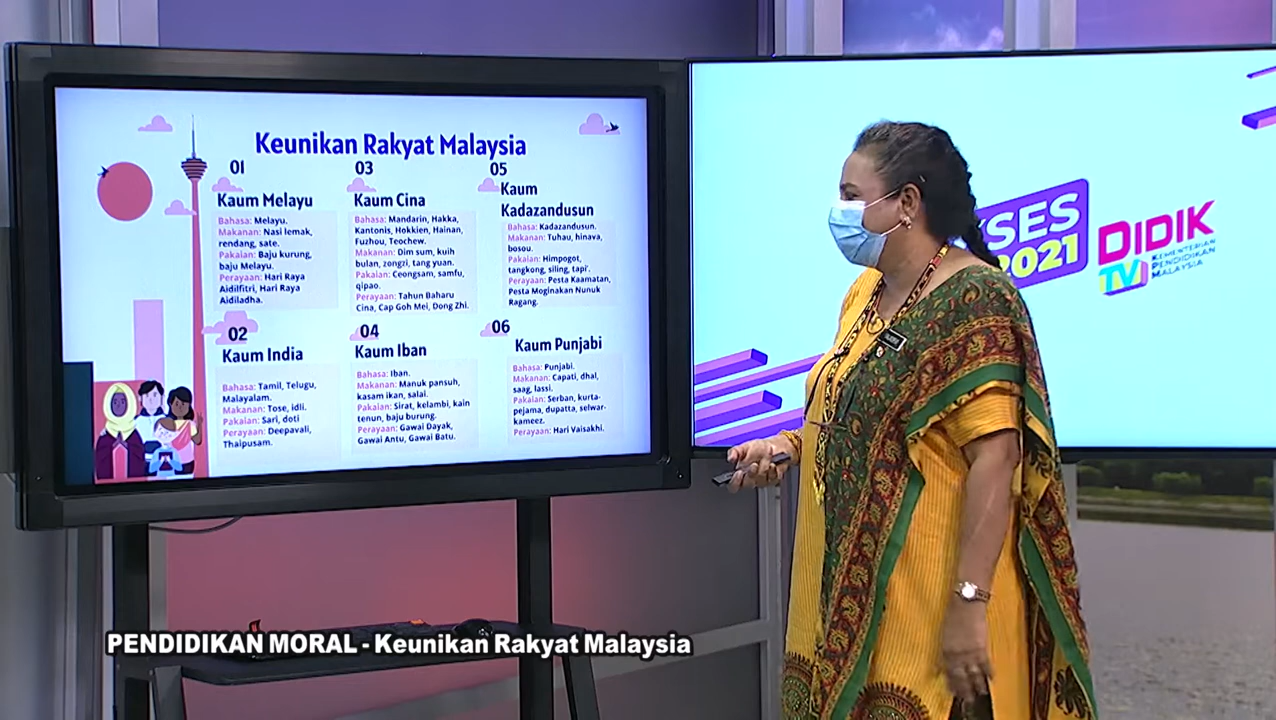 Keunikan Rakyat Malaysia
01
Kaum Melayu
Bahasa: Melayu.
Makanan: Nasi lemak,
rendang, sate.
Pakaian: Baju kurung,
baju Melayu.
Perayaan: Hari Raya
Aidilfitri, Hari Raya
Aidiladha.
02
Kaum India
Bahasa: Tamil, Telugu,
Malayalam.
Makanan: Tose, idli.
Pakaian: Sari, doti
Perayaan: Deepavali,
Thaipusam.
03
Kaum Cina
Bahasa: Mandarin, Hakka,
Kantonis, Hokkien, Hainan,
Fuzhou, Teochew.
Makanan: Dim sum, kuih
bulan, zongzi, tang yuan.
Pakaian: Ceongsam, samfu,
qipao.
Perayaan: Tahun Baharu
Cina, Cap Goh Mei, Dong Zhi.
04
Kaum Iban
Bahasa: Iban.
Makanan: Manuk pansuh,
kasam ikan, salai.
Pakaian: Sirat, kelambi, kain
tenun, baju burung.
Perayaan: Gawai Dayak,
Gawai Antu, Gawai Batu.
05
Kaum
Kadazandusun
Bahasa: Kadazandusun.
Makanan: Tuhau, hinava,
bosou.
Pakaian: Himpogot,
tangkong, siling, tapi'.
Perayaan: Pesta Kaamatan,
Pesta Moginakan Nunuk
Ragang.
06
Kaum Punjabi
Bahasa: Punjabi.
Makanan: Capati, dhal,
saag, lassi.
Pakaian: Serban, kurta-
pejama, dupatta, selwar-
kameez.
Perayaan: Hari Vaisakhi.
KSES
2021
DIDIK
TV
KEMENTERIAN
PENDIDIKAN
MALAYSIA
PENDIDIKAN MORAL - Keunikan Rakyat Malaysia